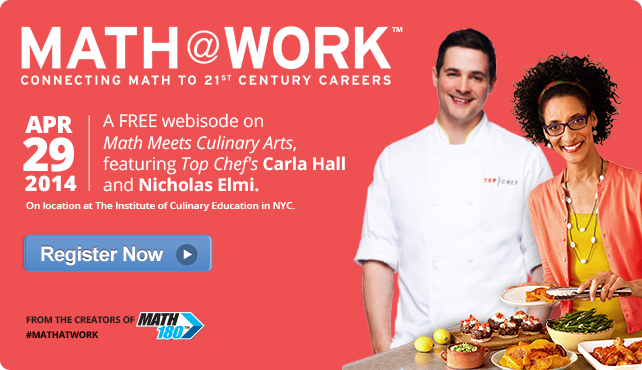 MATH@WORK™
CONNECTING MATH TO 21ST CENTURY CAREERS
APR
29
2014
A FREE webisode on
Math Meets Culinary Arts,
featuring Top Chef's Carla Hall
and Nicholas Elmi.
On location at The Institute of Culinary Education in NYC.
Register Now
FROM THE CREATORS OF MATH 180™
#MATHATWORK
TOP CHEF